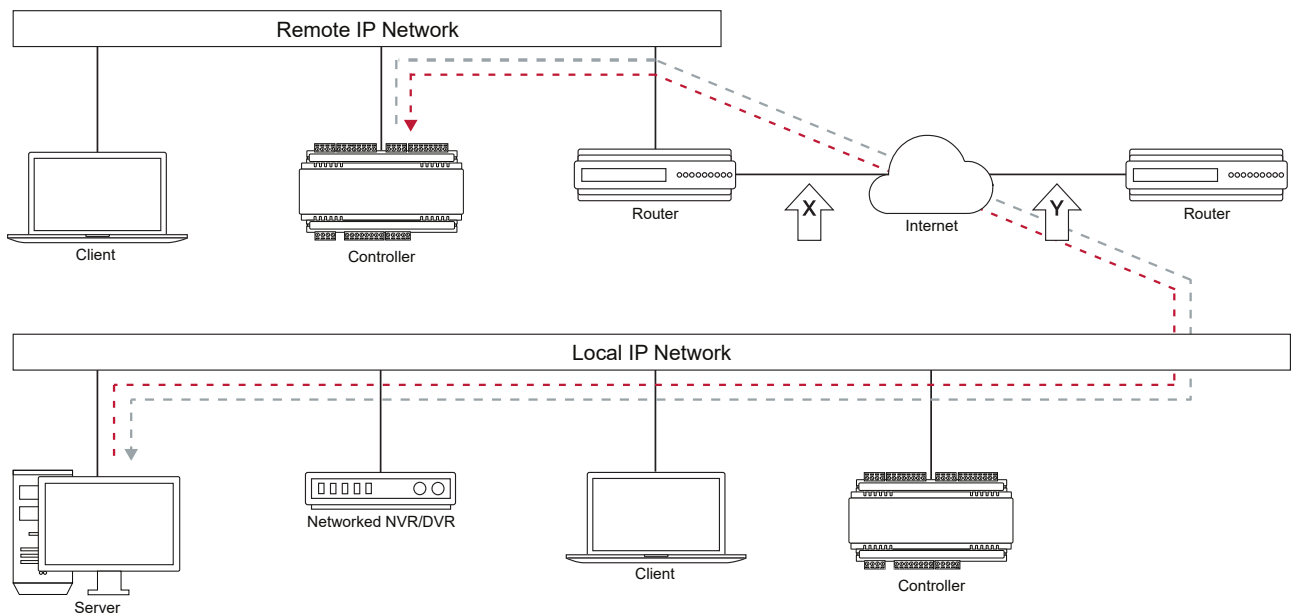 Remote IP Network
Client
Controller
Router
X
Internet
Y
Router
Local IP Network
Server
Networked NVR/DVR
Client
Controller